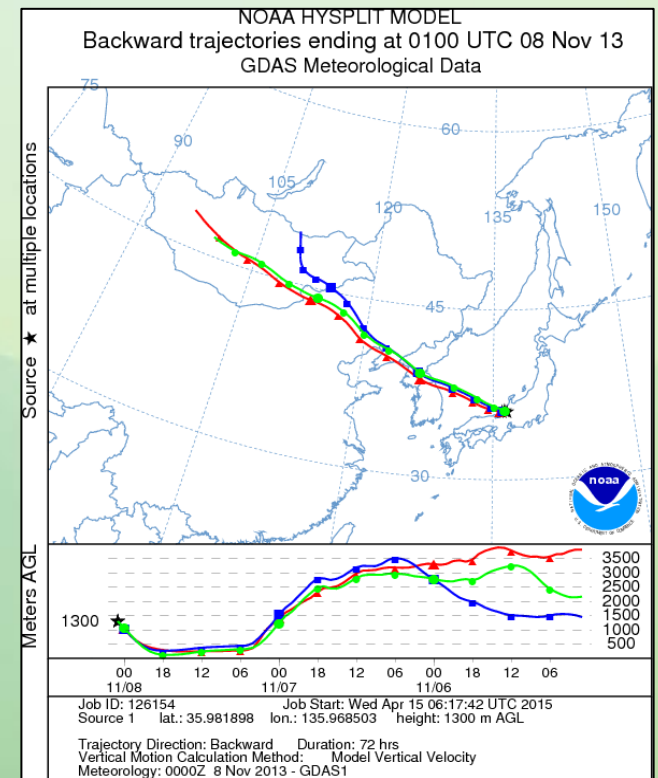 NOAA HYSPLIT MODEL
Backward trajectories ending at 0100 UTC 08 Nov 13
GDAS Meteorological Data
Source ★ at multiple locations
75
90
105
120
135
150
60
45
30
noaa
Meters AGL
1300
3500
3000
2500
2000
1500
1000
500
00 18 12 06 00 18 12 06 00 18 12 06
11/08 11/07 11/06
Job ID: 126154 Job Start: Wed Apr 15 06:17:42 UTC 2015
Source 1 lat.: 35.981898 lon.: 135.968503 height: 1300 m AGL
Trajectory Direction: Backward Duration: 72 hrs
Vertical Motion Calculation Method: Model Vertical Velocity
Meteorology: 0000Z 8 Nov 2013 - GDAS1